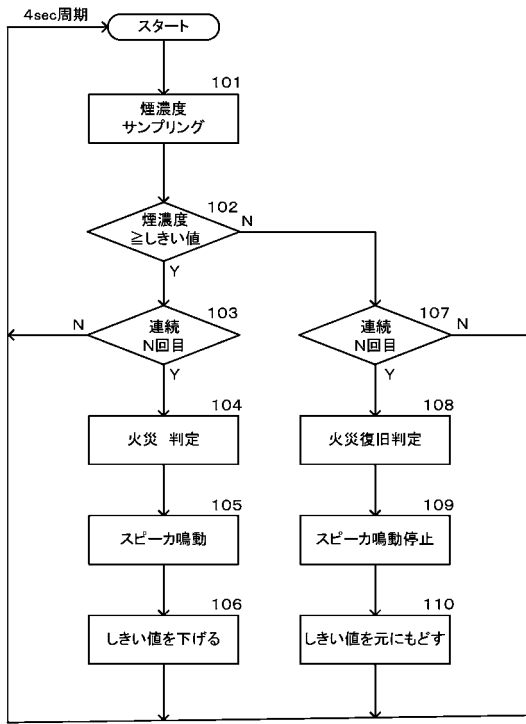 4sec周期
スタート
101
煙濃度
サンプリング
102
煙濃度
≧しきい値
N
Y
103
連続
N回目
N
Y
104
火災 判定
105
スピーカ鳴動
106
しきい値を下げる
107
連続
N回目
N
Y
108
火災復旧判定
109
スピーカ鳴動停止
110
しきい値を元にもどす